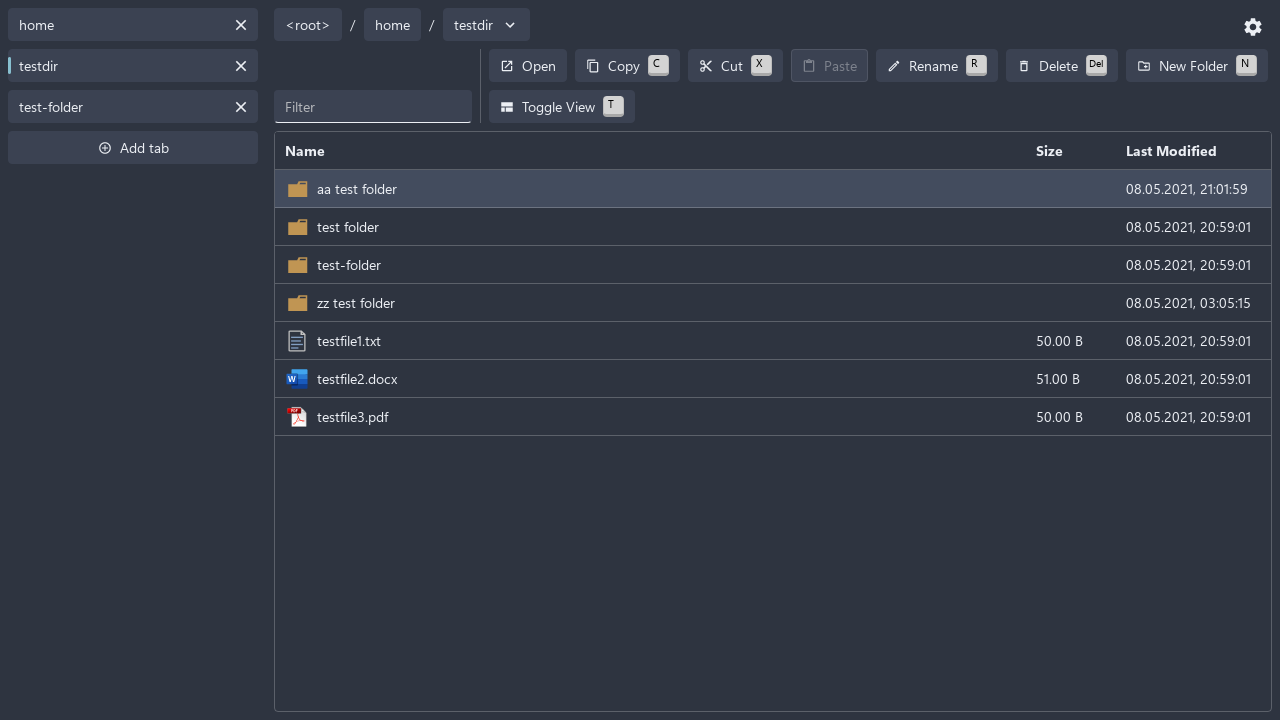 home
testdir
test-folder
Add tab
<root> / home / testdir
Open Copy C Cut X Paste Rename R Delete Del New Folder N
Filter Toggle View T
Name Size Last Modified
aa test folder 08.05.2021, 21:01:59
test folder 08.05.2021, 20:59:01
test-folder 08.05.2021, 20:59:01
zz test folder 08.05.2021, 03:05:15
testfile1.txt 50.00 B 08.05.2021, 20:59:01
W testfile2.docx 51.00 B 08.05.2021, 20:59:01
PDF testfile3.pdf 50.00 B 08.05.2021, 20:59:01